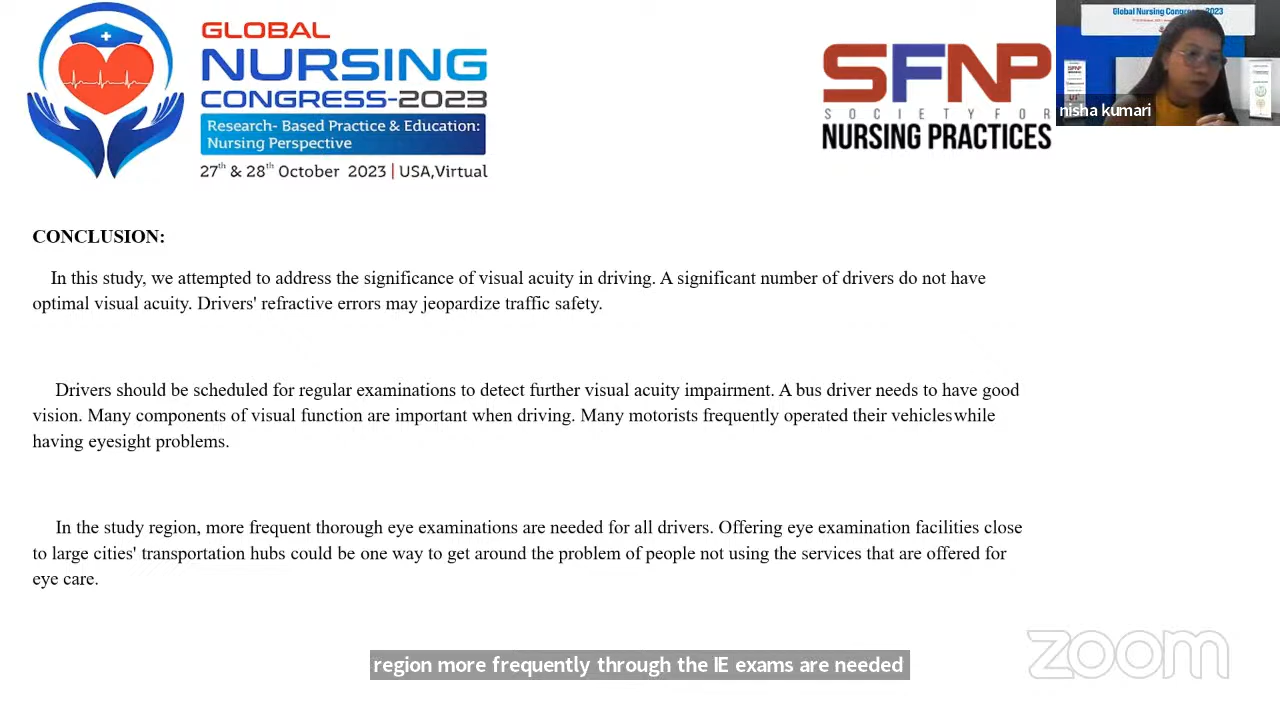 GLOBAL
NURSING
CONGRESS-2023
Research- Based Practice & Education:
Nursing Perspective
27th & 28th October 2023 | USA,Virtual
SFNP
SOCIETY FOR
NURSING PRACTICES
Global Nursing Congress 2023
SFNP
nisha kumari
CONCLUSION:
In this study, we attempted to address the significance of visual acuity in driving. A significant number of drivers do not have
optimal visual acuity. Drivers' refractive errors may jeopardize traffic safety.
Drivers should be scheduled for regular examinations to detect further visual acuity impairment. A bus driver needs to have good
vision. Many components of visual function are important when driving. Many motorists frequently operated their vehicles while
having eyesight problems.
In the study region, more frequent thorough eye examinations are needed for all drivers. Offering eye examination facilities close
to large cities' transportation hubs could be one way to get around the problem of people not using the services that are offered for
eye care.
region more frequently through the IE exams are needed
zoom